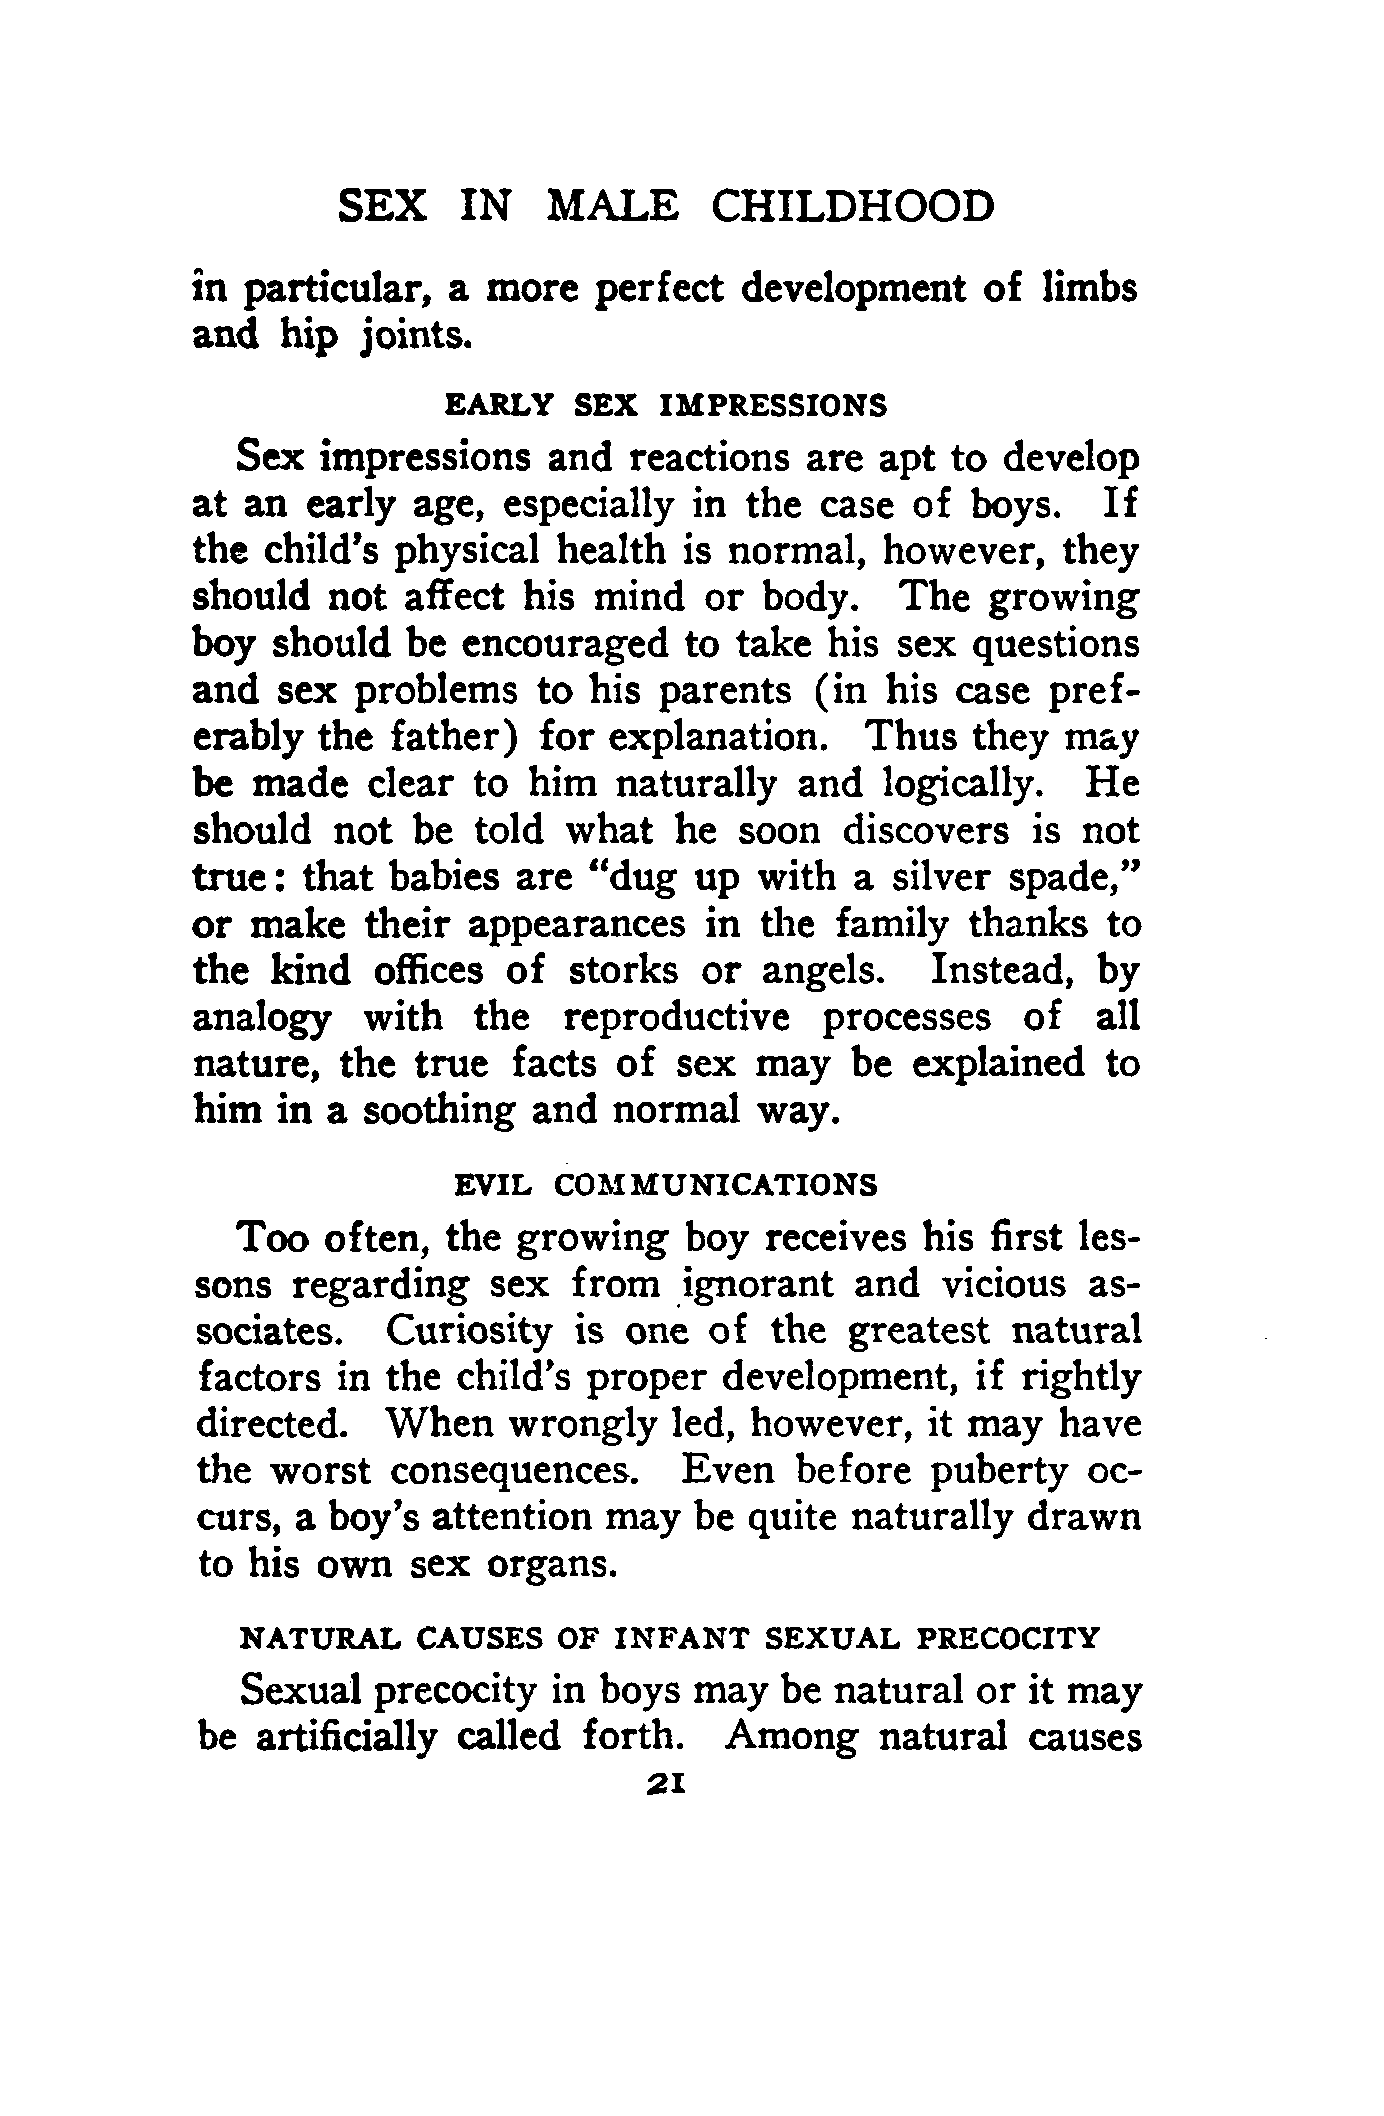 SEX IN MALE CHILDHOOD
in particular, a more perfect development of limbs
and hip joints.
EARLY SEX IMPRESSIONS
Sex impressions and reactions are apt to develop
at an early age, especially in the case of boys. If
the child's physical health is normal, however, they
should not affect his mind or body. The growing
boy should be encouraged to take his sex questions
and sex problems to his parents (in his case pref-
erably the father) for explanation. Thus they may
be made clear to him naturally and logically. He
should not be told what he soon discovers is not
true: that babies are "dug up with a silver spade,"
or make their appearances in the family thanks to
the kind offices of storks or angels. Instead, by
analogy with the reproductive processes of all
nature, the true facts of sex may be explained to
him in a soothing and normal way.
EVIL COMMUNICATIONS
Too often, the growing boy receives his first les-
sons regarding sex from ignorant and vicious as-
sociates. Curiosity is one of the greatest natural
factors in the child's proper development, if rightly
directed. When wrongly led, however, it may have
the worst consequences. Even before puberty oc-
curs, a boy's attention may be quite naturally drawn
to his own sex organs.
NATURAL CAUSES OF INFANT SEXUAL PRECOCITY
Sexual precocity in boys may be natural or it may
be artificially called forth. Among natural causes
21